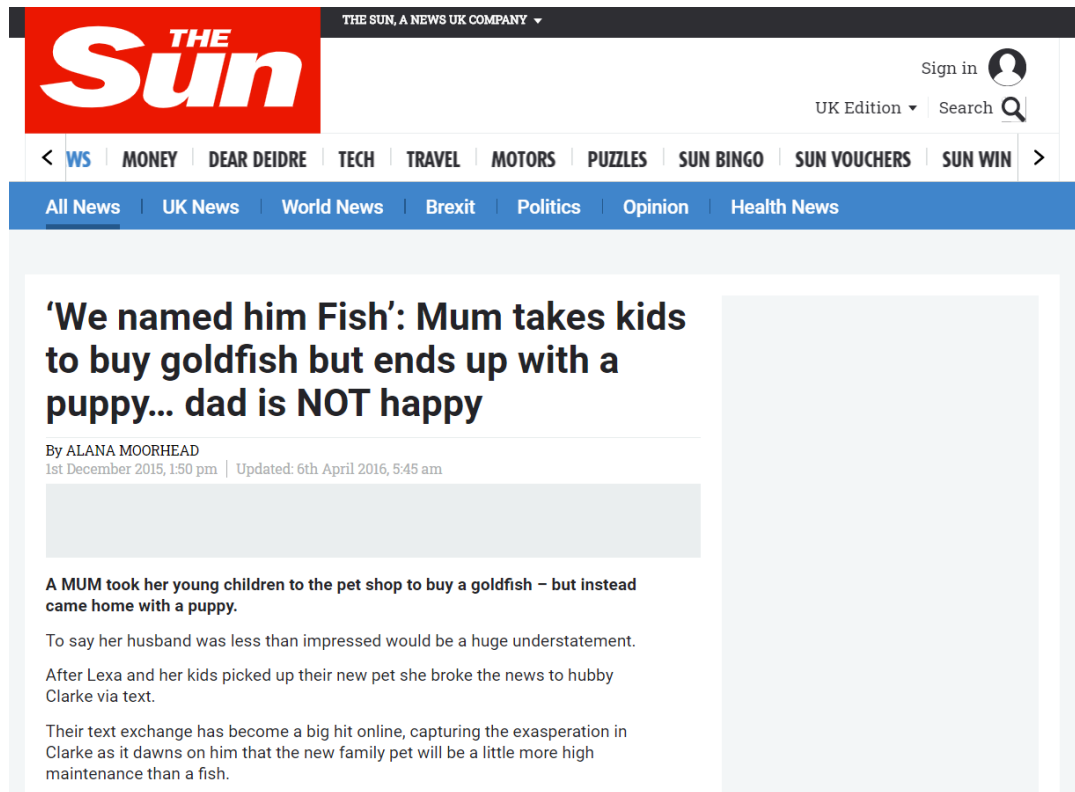 THE SUN, A NEWS UK COMPANY
THE
Sun
Sign in
UK Edition
Search
WS
MONEY
DEAR DEIDRE
TECH
TRAVEL
MOTORS
PUZZLES
SUN BINGO
SUN VOUCHERS
SUN WIN
All News
UK News
World News
Brexit
Politics
Opinion
Health News
‘We named him Fish’: Mum takes kids
to buy goldfish but ends up with a
puppy… dad is NOT happy
By ALANA MOORHEAD
1st December 2015, 1:50 pm
Updated: 6th April 2016, 5:45 am
A MUM took her young children to the pet shop to buy a goldfish – but instead
came home with a puppy.
To say her husband was less than impressed would be a huge understatement.
After Lexa and her kids picked up their new pet she broke the news to hubby
Clarke via text.
Their text exchange has become a big hit online, capturing the exasperation in
Clarke as it dawns on him that the new family pet will be a little more high
maintenance than a fish.